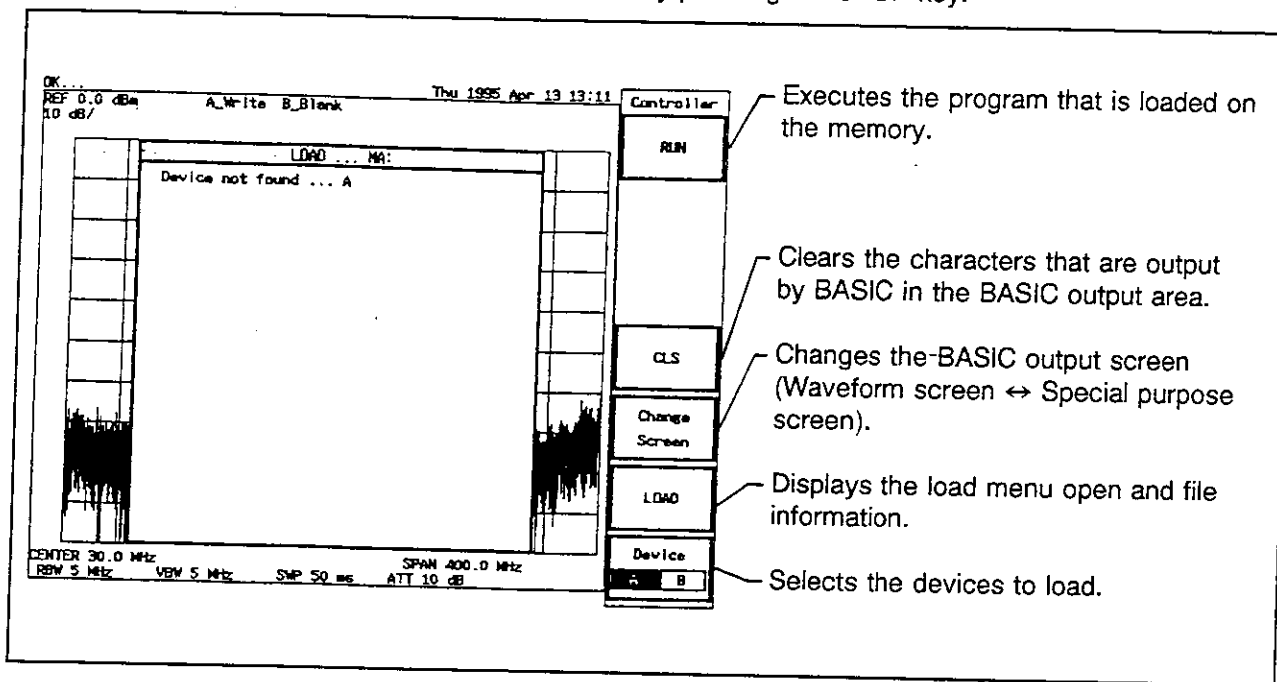 key.
OK...
REF 0.0 dBm A_Write B_Blank Thu 1995 Apr 13 13:11
10 dB/
LOAD ... MA:
Device not found ... A
Controller
RUN
CLS
Change
Screen
LOAD
Device
A B
CENTER 30.0 MHz SPAN 400.0 MHz
RBW 5 MHz VBW 5 MHz SWP 50 ms ATT 10 dB
Executes the program that is loaded on
the memory.
Clears the characters that are output
by BASIC in the BASIC output area.
Changes the BASIC output screen
(Waveform screen ↔ Special purpose
screen).
Displays the load menu open and file
information.
Selects the devices to load.